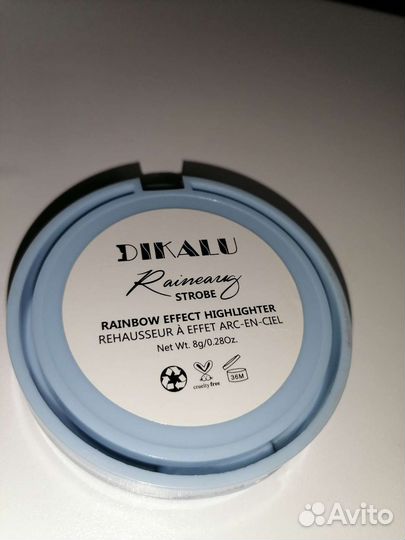 DIKALU
Raineaug
STROBE
RAINBOW EFFECT HIGHLIGHTER
REHAUSSEUR À EFFET ARC-EN-CIEL
Net Wt. 8g/0.28Oz.
cruelty free
36M
Avito